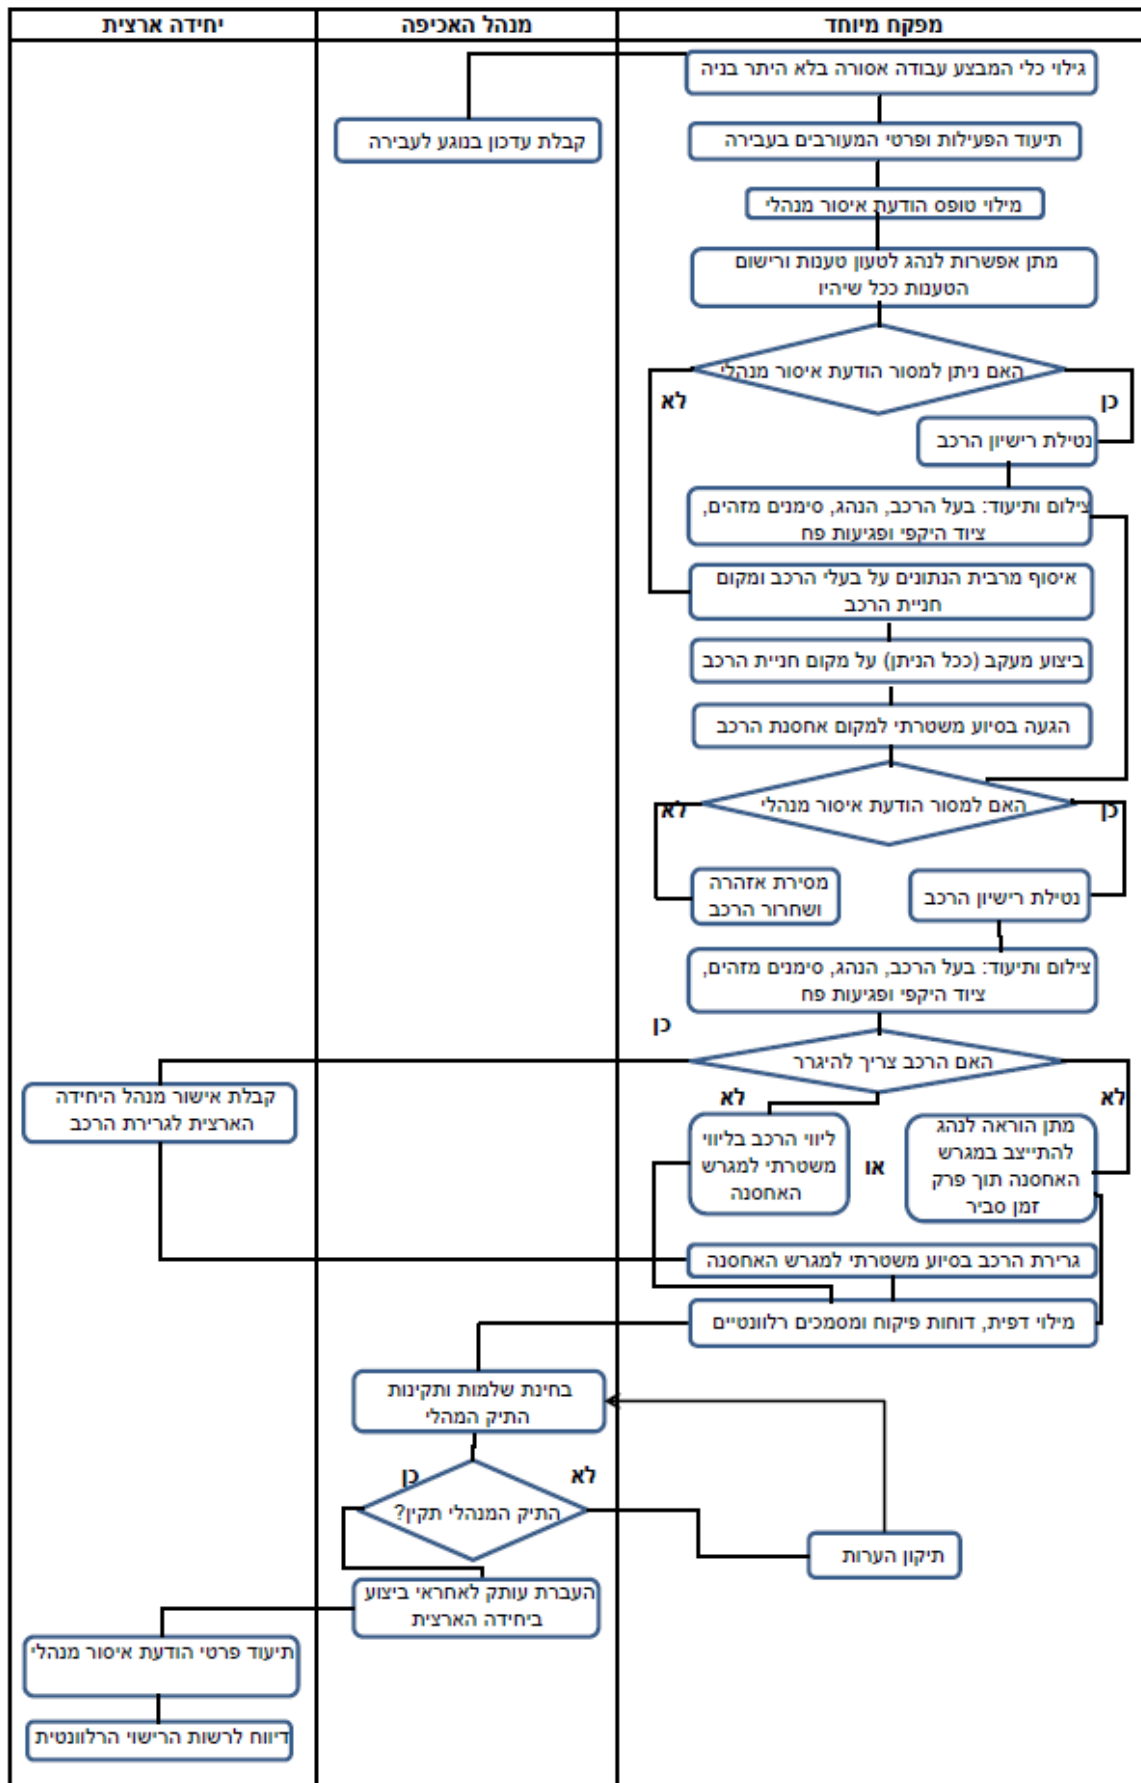 מפקח מיוחד
מנהל האכיפה
יחידה ארצית
גילוי כלי המבצע עבודה אסורה בלא היתר בניה
קבלת עדכון בנוגע לעבירה
תיעוד הפעילות ופרטי המעורבים בעבירה
מילוי טופס הודעת איסור מנהלי
מתן אפשרות לנהג לטעון טענות ורישום
הטענות ככל שיהיו
האם ניתן למסור הודעת איסור מנהלי
כן
לא
נטילת רישיון הרכב
צילום ותיעוד: בעל הרכב, הנהג, סימנים מזהים,
ציוד היקפי ופגיעות פח
איסוף מרבית הנתונים על בעלי הרכב ומקום
חניית הרכב
ביצוע מעקב (ככל הניתן) על מקום חניית הרכב
הגעה בסיוע משטרתי למקום אחסנת הרכב
האם למסור הודעת איסור מנהלי
כן
לא
נטילת רישיון הרכב
מסירת אזהרה
ושחרור הרכב
צילום ותיעוד: בעל הרכב, הנהג, סימנים מזהים,
ציוד היקפי ופגיעות פח
כן
האם הרכב צריך להיגרר
לא
לא
קבלת אישור מנהל היחידה
הארצית לגרירת הרכב
מתן הוראה לנהג
להתייצב במגרש
האחסנה תוך פרק
זמן סביר
או
ליווי הרכב בליווי
משטרתי למגרש
האחסנה
גרירת הרכב בסיוע משטרתי למגרש האחסנה
מילוי דפית, דוחות פיקוח ומסמכים רלוונטיים
בחינת שלמות ותקינות
התיק המהלי
לא
כן
התיק המנהלי תקין?
תיקון הערות
העברת עותק לאחראי ביצוע
ביחידה הארצית
תיעוד פרטי הודעת איסור מנהלי
דיווח לרשות הרישוי הרלוונטית